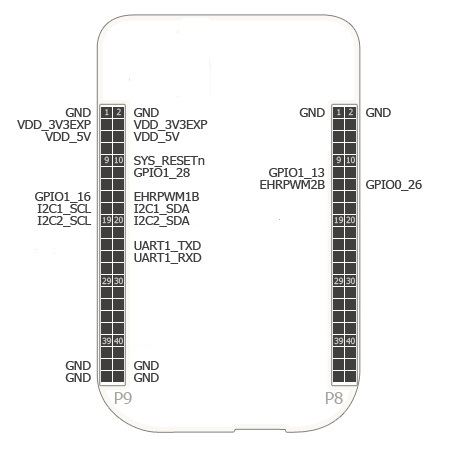 GND 1 2 GND GND 1 2 GND
VDD_3V3EXP VDD_3V3EXP
VDD_5V VDD_5V
9 10 SYS_RESETn 9 10
GPIO1_28 GPIO1_13
EHRPWM2B GPIO0_26
GPIO1_16 EHRPWM1B
I2C1_SCL I2C1_SDA
I2C2_SCL 19 20 I2C2_SDA 19 20
UART1_TXD
UART1_RXD
29 30 29 30
39 40 39 40
GND GND
GND GND
P9 P8